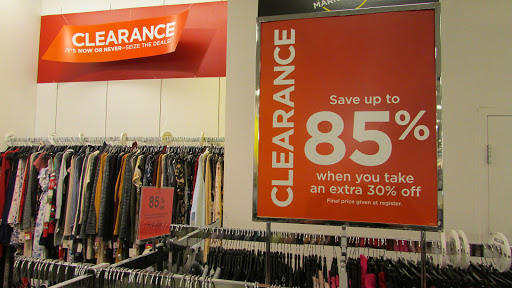 CLEARANCE
IT'S NOW OR NEVER—SEIZE THE DEALS!
CLEARANCE
Save up to
85%
when you take
an extra 30% off
Final price given at register.
85%